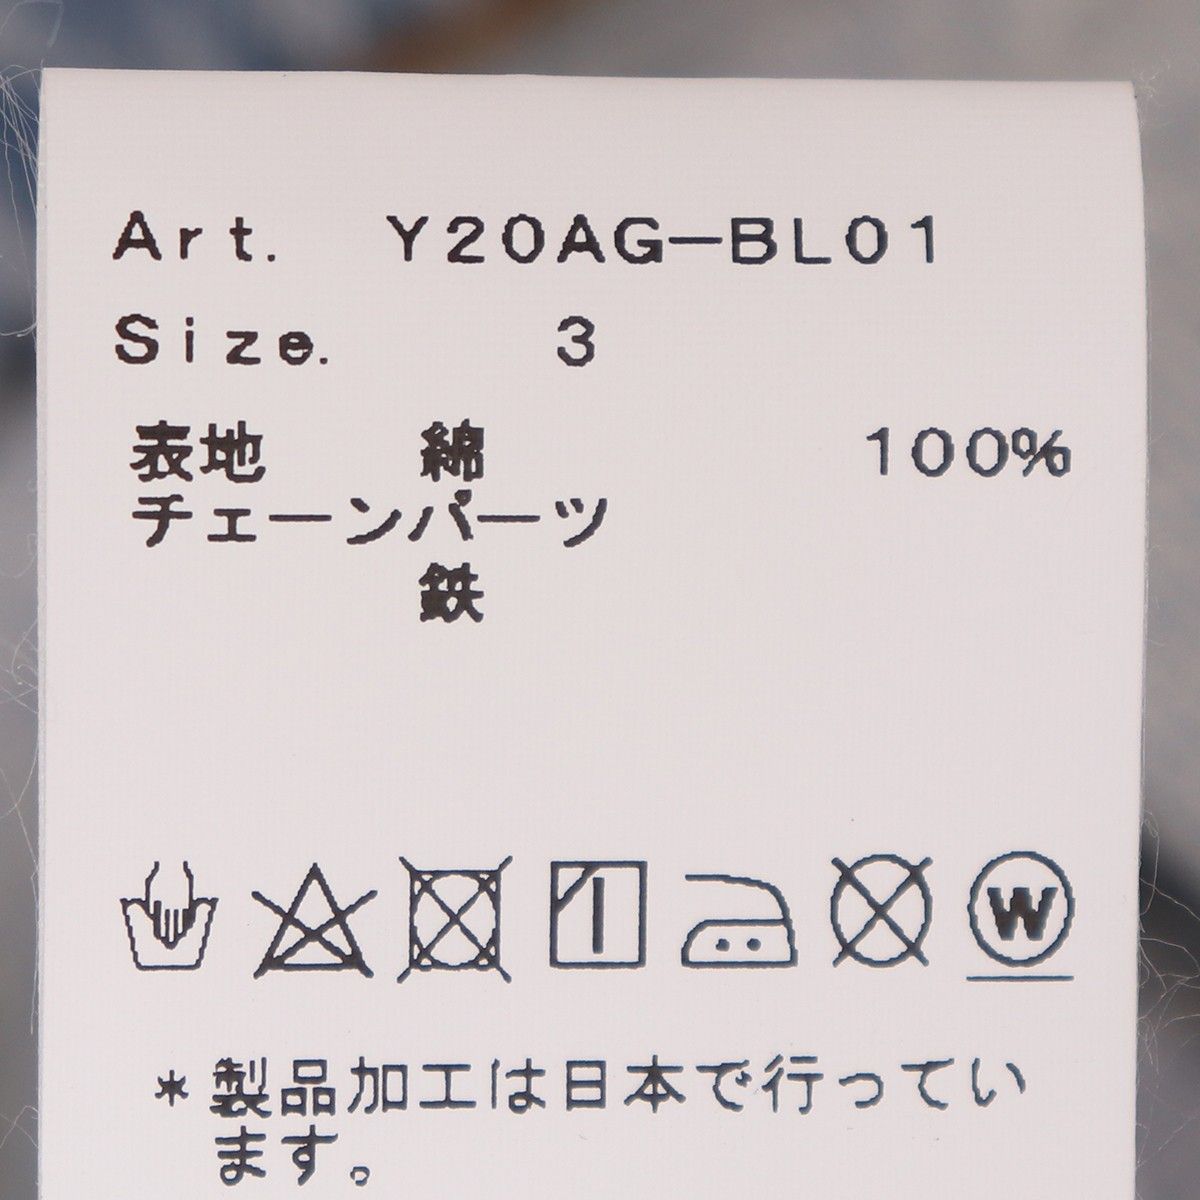 Art. Y20AG-BL01
Size. 3
表地 綿 100%
チェーンパーツ
鉄
W
*製品加工は日本で行ってい
ます。